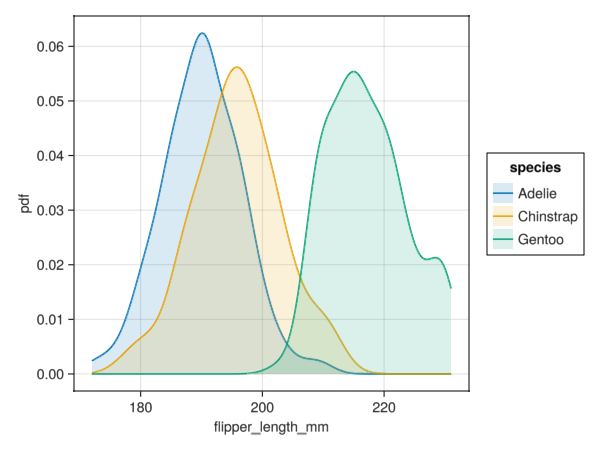 0.06
0.05
0.04
0.03
0.02
0.01
0.00
pdf
180 200 220
flipper_length_mm
species
Adelie
Chinstrap
Gentoo